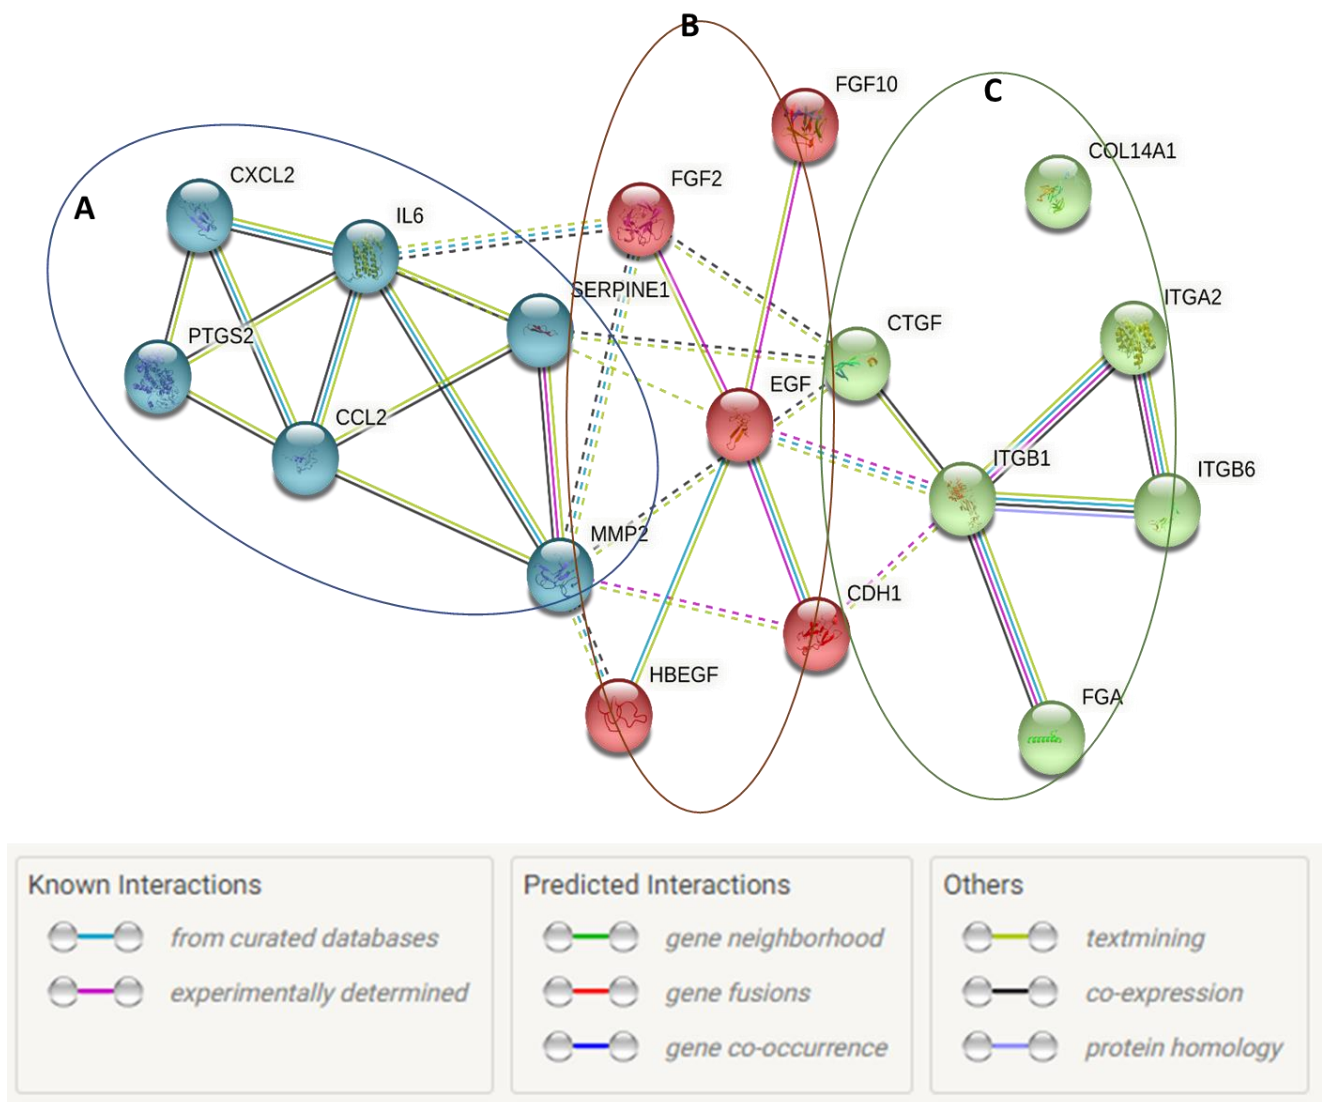 B
FGF10
C
COL14A1
CXCL2
FGF2
A
IL6
SERPINE1
ITGA2
PTGS2
CTGF
EGF
CCL2
ITGB1
ITGB6
MMP2
CDH1
HBEGF
FGA
Known Interactions
from curated databases
experimentally determined
Predicted Interactions
gene neighborhood
gene fusions
gene co-occurrence
Others
textmining
co-expression
protein homology